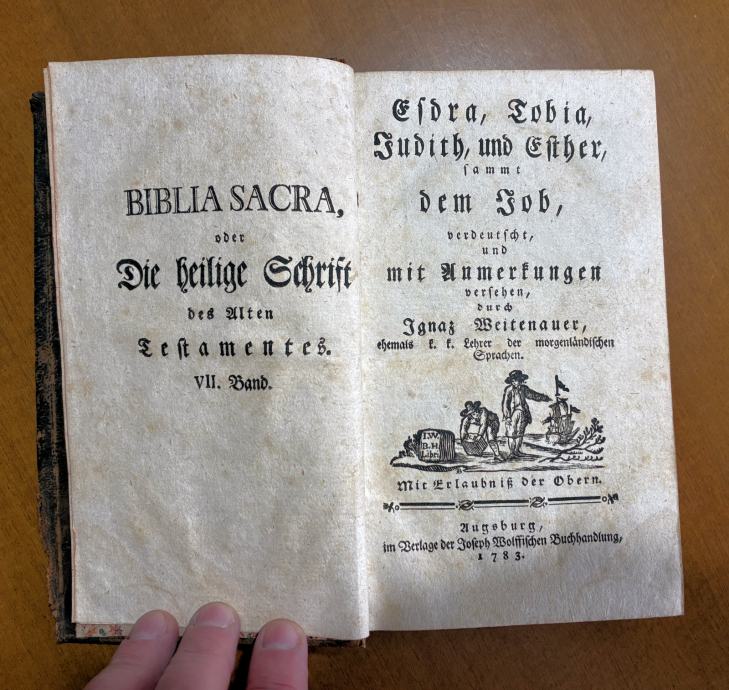 BIBLIA SACRA,
oder
Die heilige Schrift
des Alten
Testamentes.
VII. Band.
Esdra, Tobia,
Judith, und Esther,
sammt
dem Job,
verdeutscht,
und
mit Anmerkungen
versehen,
durch
Ignaz Weitenauer,
ehemals k. k. Lehrer der morgenländischen
Sprachen.
I.W.
B.H.
Libr.
Mit Erlaubniß der Obern.
Augsburg,
im Verlage der Joseph Wolffischen Buchhandlung,
1783.